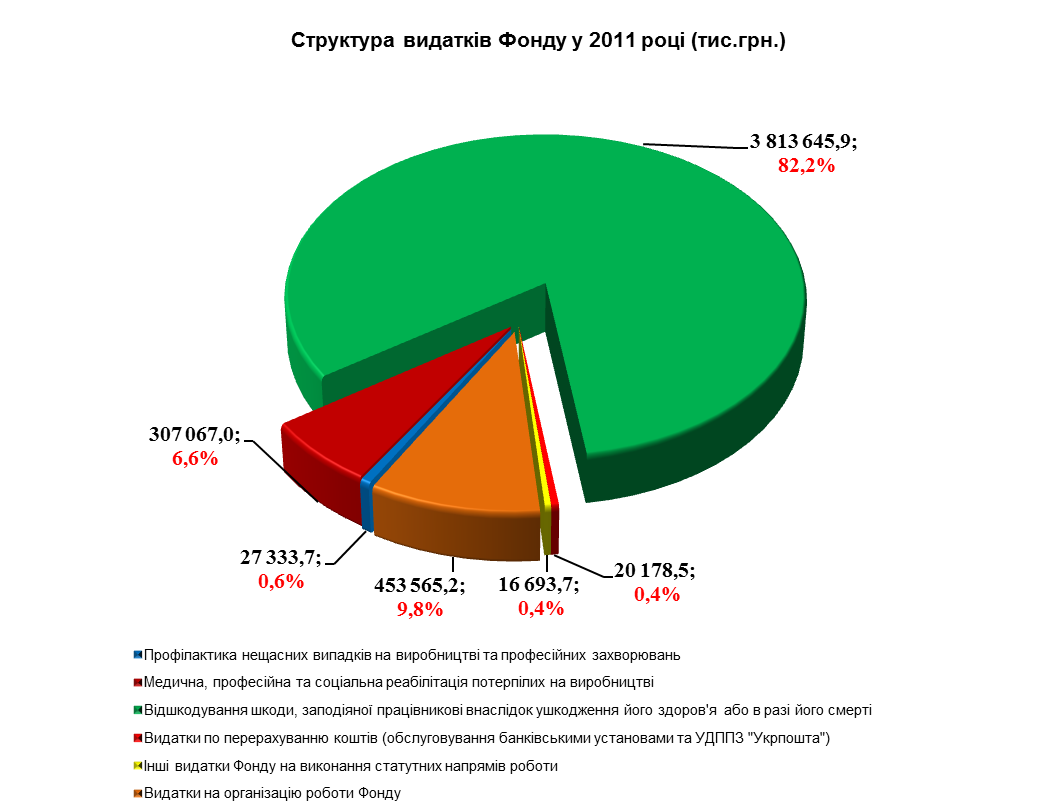 Структура видатків Фонду у 2011 році (тис.грн.)
3 813 645,9;
82,2%
307 067,0;
6,6%
27 333,7;
0,6%
453 565,2;
9,8%
16 693,7;
0,4%
20 178,5;
0,4%
Профілактика нещасних випадків на виробництві та професійних захворювань
Медична, професійна та соціальна реабілітація потерпілих на виробництві
Відшкодування шкоди, заподіяної працівникові внаслідок ушкодження його здоров'я або в разі його смерті
Видатки по перерахуванню коштів (обслуговування банківськими установами та УДППЗ "Укрпошта")
Інші видатки Фонду на виконання статутних напрямів роботи
Видатки на організацію роботи Фонду